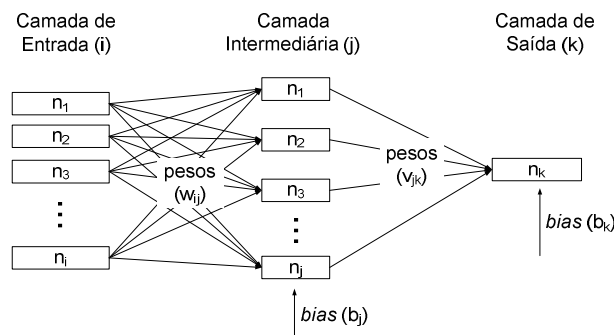 Camada de
Entrada (i)
Camada
Intermediária (j)
Camada de
Saída (k)
n1
n2
n3
ni
pesos
(wij)
n1
n2
n3
nj
bias (bj)
pesos
(vjk)
nk
bias (bk)